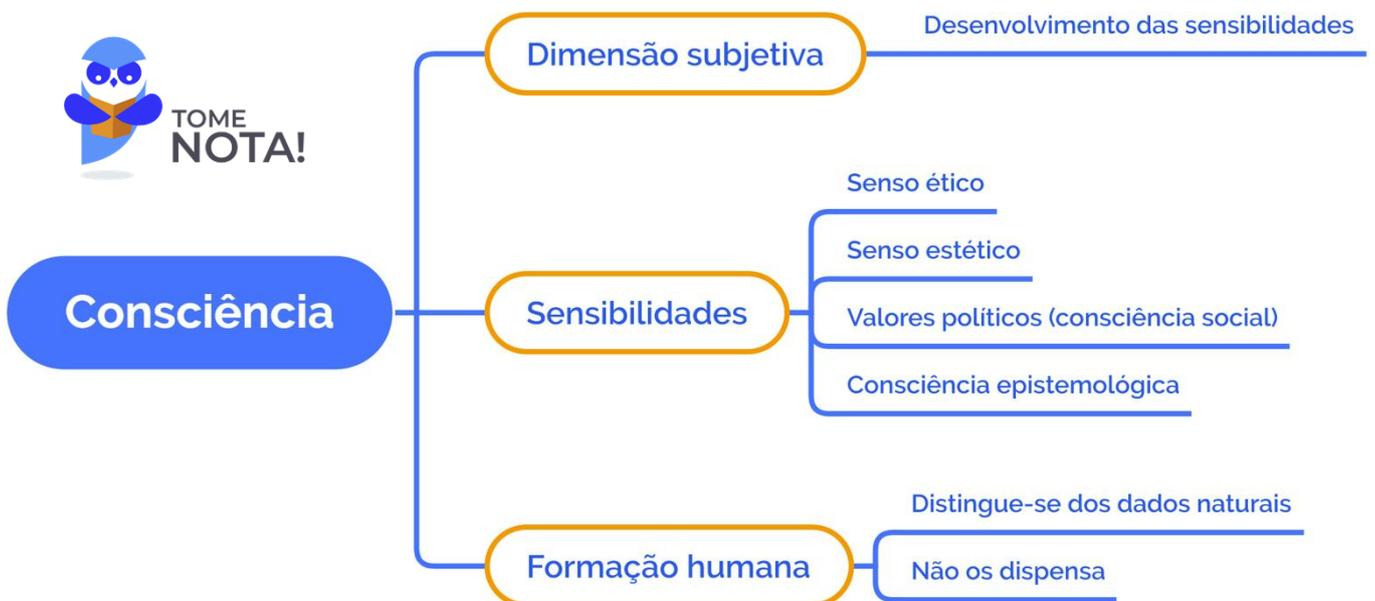 TOME
NOTA!
Consciência
Dimensão subjetiva
Desenvolvimento das sensibilidades
Sensibilidades
Senso ético
Senso estético
Valores políticos (consciência social)
Consciência epistemológica
Formação humana
Distingue-se dos dados naturais
Não os dispensa